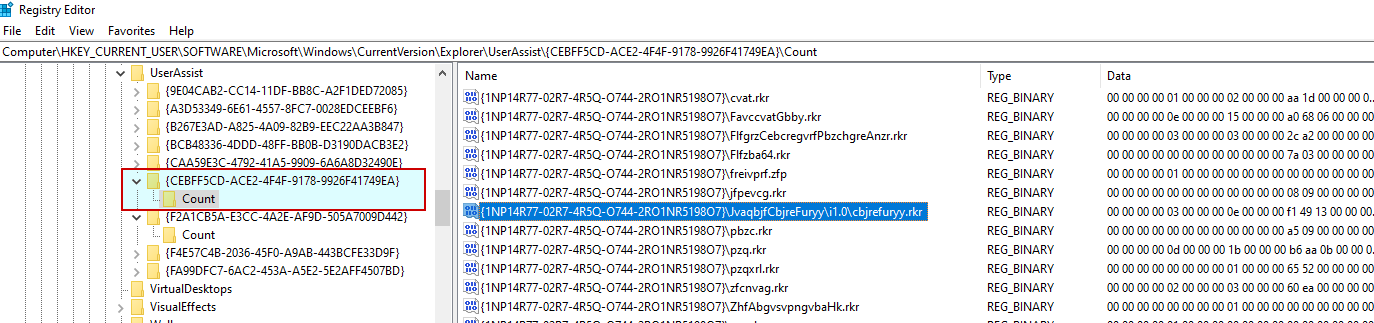 Registry Editor
File Edit View Favorites Help
Computer\HKEY_CURRENT_USER\SOFTWARE\Microsoft\Windows\CurrentVersion\Explorer\UserAssist\{CEBFF5CD-ACE2-4F4F-9178-9926F41749EA}\Count
UserAssist
{9E04CAB2-CC14-11DF-BB8C-A2F1DED72085}
{A3D53349-6E61-4557-8FC7-0028EDCEEBF6}
{B267E3AD-A825-4A09-82B9-EEC22AA3B847}
{BCB48336-4DDD-48FF-BB0B-D3190DACB3E2}
{CAA59E3C-4792-41A5-9909-6A6A8D32490E}
{CEBFF5CD-ACE2-4F4F-9178-9926F41749EA}
Count
{F2A1CB5A-E3CC-4A2E-AF9D-505A7009D442}
Count
{F4E57C4B-2036-45F0-A9AB-443BCFE33D9F}
{FA99DFC7-6AC2-453A-A5E2-5E2AFF4507BD}
VirtualDesktops
VisualEffects
Name Type Data
{1NP14R77-02R7-4R5Q-O744-2RO1NR5198O7}\cvat.rkr REG_BINARY 00 00 00 00 01 00 00 00 02 00 00 00 aa 1d 00 00 0...
{1NP14R77-02R7-4R5Q-O744-2RO1NR5198O7}\FavccvatGbby.rkr REG_BINARY 00 00 00 00 0e 00 00 00 15 00 00 00 a0 68 06 00 0...
{1NP14R77-02R7-4R5Q-O744-2RO1NR5198O7}\FlfgrzCebcregvrfPbzchgreAnzr.rkr REG_BINARY 00 00 00 00 03 00 00 00 03 00 00 00 2c a2 00 00 0...
{1NP14R77-02R7-4R5Q-O744-2RO1NR5198O7}\Flfzba64.rkr REG_BINARY 00 00 00 00 00 00 00 00 00 00 00 00 7a 03 00 00 0...
{1NP14R77-02R7-4R5Q-O744-2RO1NR5198O7}\freivprf.zfp REG_BINARY 00 00 00 00 01 00 00 00 00 00 00 00 00 00 00 00 0...
{1NP14R77-02R7-4R5Q-O744-2RO1NR5198O7}\jfpevcg.rkr REG_BINARY 00 00 00 00 00 00 00 00 00 00 00 00 08 09 00 00 0...
{1NP14R77-02R7-4R5Q-O744-2RO1NR5198O7}\JvaqbjfCbjreFuryy\i1.0\cbjrefuryy.rkr REG_BINARY 00 00 00 00 03 00 00 00 0e 00 00 00 f1 49 13 00 0...
{1NP14R77-02R7-4R5Q-O744-2RO1NR5198O7}\pbzc.rkr REG_BINARY 00 00 00 00 00 00 00 00 00 00 00 00 a5 09 00 00 0...
{1NP14R77-02R7-4R5Q-O744-2RO1NR5198O7}\pzq.rkr REG_BINARY 00 00 00 00 0d 00 00 00 1b 00 00 00 b6 aa 0b 00 0...
{1NP14R77-02R7-4R5Q-O744-2RO1NR5198O7}\pzqxrl.rkr REG_BINARY 00 00 00 00 00 00 00 00 01 00 00 00 65 52 00 00 0...
{1NP14R77-02R7-4R5Q-O744-2RO1NR5198O7}\zfcnvag.rkr REG_BINARY 00 00 00 00 02 00 00 00 03 00 00 00 60 ea 00 00 0...
{1NP14R77-02R7-4R5Q-O744-2RO1NR5198O7}\ZhfAbgvsvpngvbaHk.rkr REG_BINARY 00 00 00 00 00 00 00 00 01 00 00 00 00 00 00 00 0...